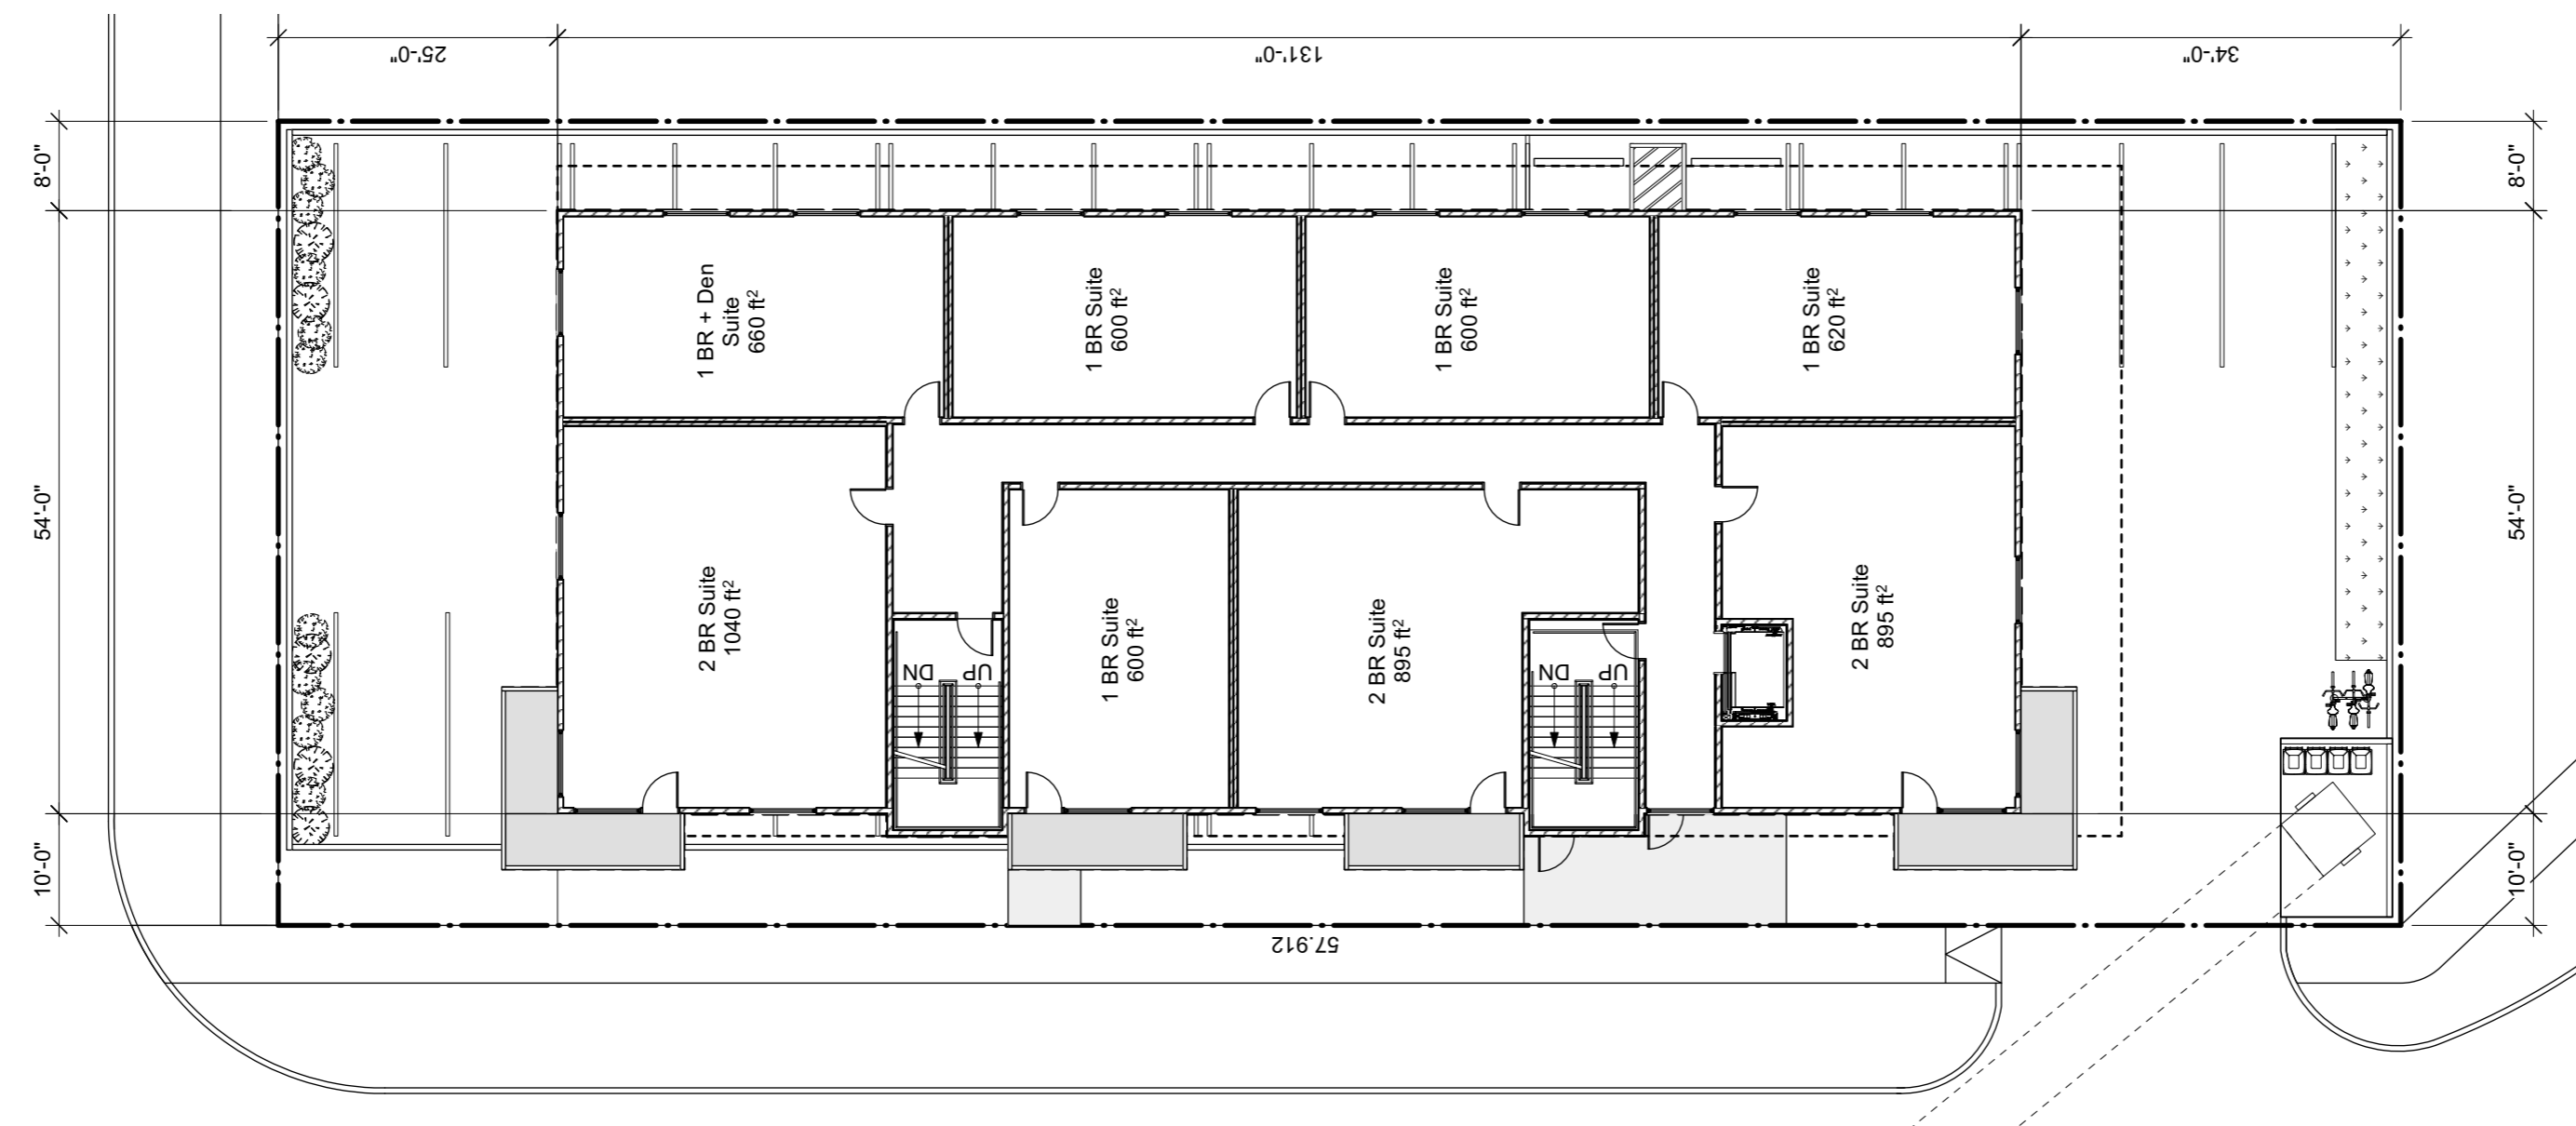 25'-0"
131'-0"
34'-0"
8'-0"
8'-0"
1 BR + Den
Suite
660 ft²
1 BR Suite
600 ft²
1 BR Suite
600 ft²
1 BR Suite
620 ft²
54'-0"
54'-0"
2 BR Suite
1040 ft²
DN
UP
1 BR Suite
600 ft²
2 BR Suite
895 ft²
DN
UP
2 BR Suite
895 ft²
10'-0"
10'-0"
57.912